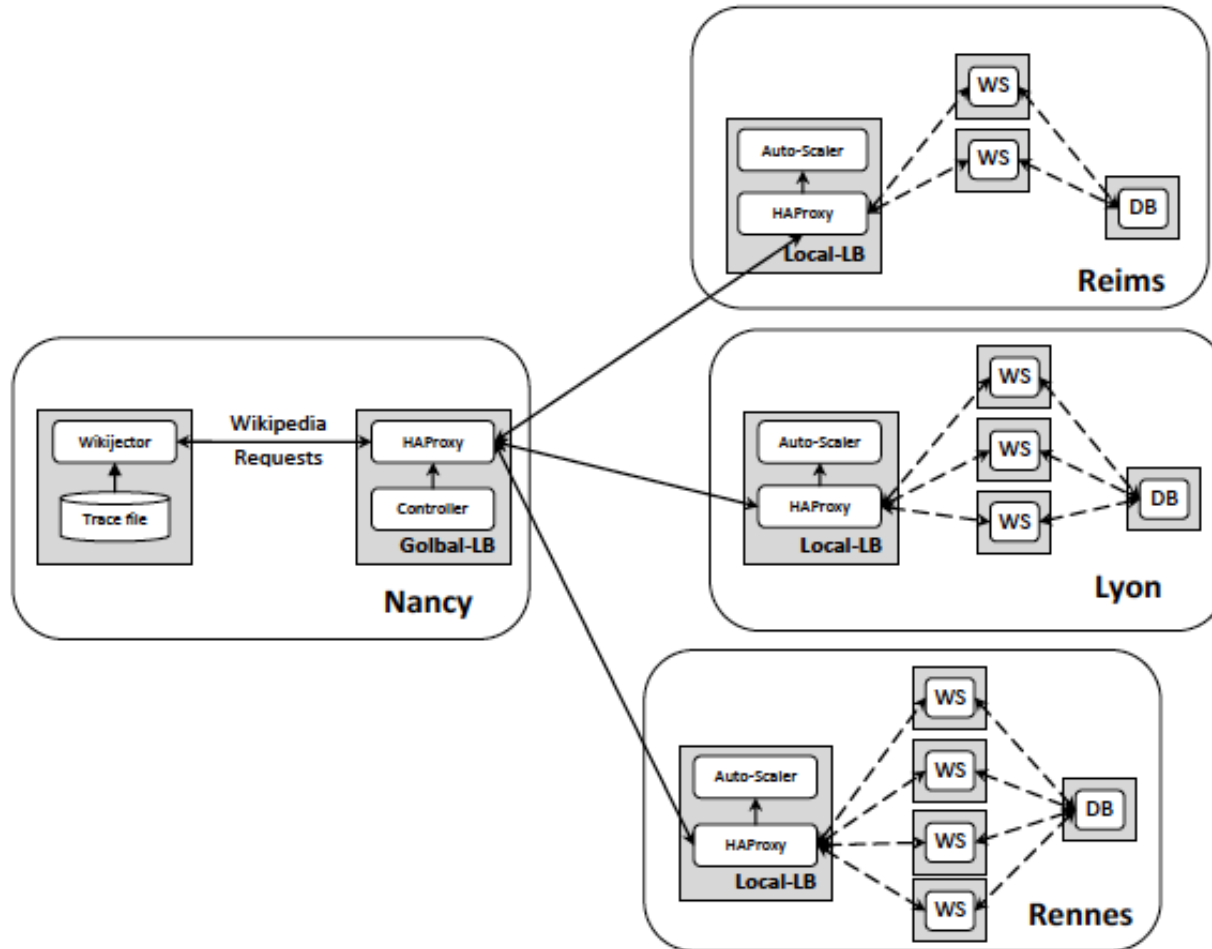 WS
WS
Auto-Scaler
HAProxy
Local-LB
DB
Reims
Wikijector
Trace file
Wikipedia
Requests
HAProxy
Controller
Golbal-LB
Nancy
WS
WS
WS
Auto-Scaler
HAProxy
Local-LB
DB
Lyon
WS
WS
WS
WS
Auto-Scaler
HAProxy
Local-LB
DB
Rennes